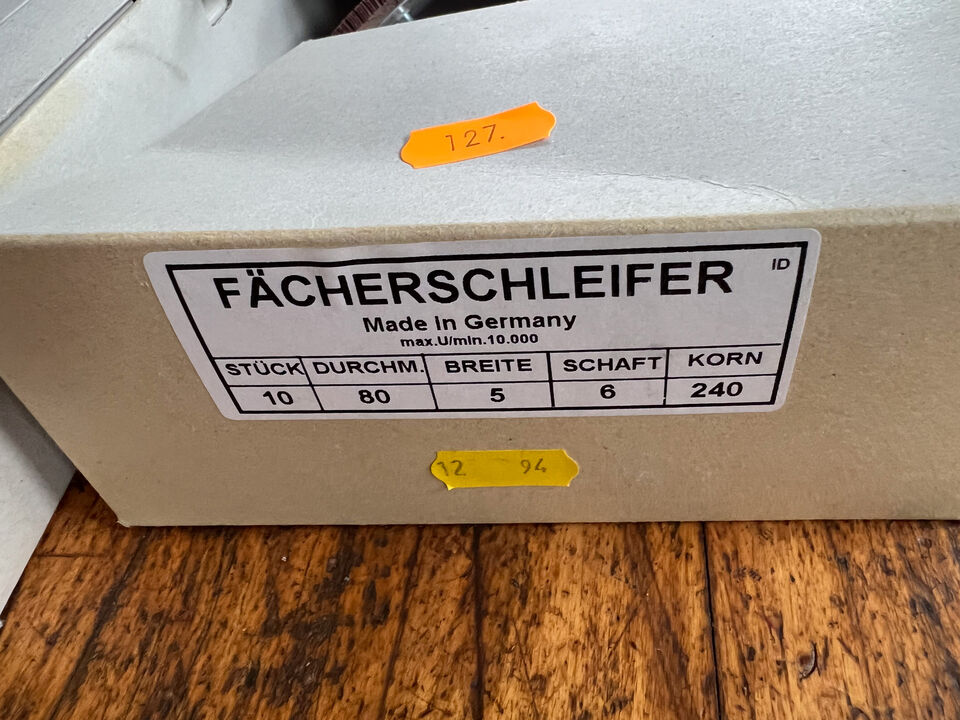 127.
FÄCHERSCHLEIFER
ID
Made in Germany
max.U/min.10.000
STÜCK DURCHM. BREITE SCHAFT KORN
10 80 5 6 240
12 94